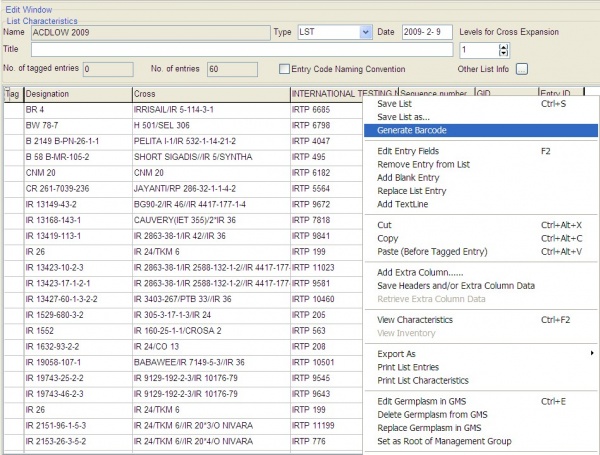 Edit Window
List Characteristics
Name ACDLOW 2009 Type LST Date 2009- 2- 9 Levels for Cross Expansion
Title 1
No. of tagged entries 0 No. of entries 60 Entry Code Naming Convention Other List Info
Tag Designation Cross INTERNATIONAL TESTING Sequence number GID Entry ID
BR 4 IRRISAIL/IR 5-114-3-1 IRTP 6685
BW 78-7 H 501/SEL 306 IRTP 6798
B 2149 B-PN-26-1-1 PELITA I-1/IR 532-1-14-21-2 IRTP 4047
B 58 B-MR-105-2 SHORT SIGADIS//IR 5/SYNTHA IRTP 495
CNM 20 CNM 20 IRTP 6182
CR 261-7039-236 JAYANTI/RP 286-32-1-1-4-2 IRTP 5564
IR 13149-43-2 BG90-2/IR 46//IR 4417-177-1-4 IRTP 9672
IR 13168-143-1 CAUVERY(IET 355)/2*IR 36 IRTP 7818
IR 13419-113-1 IR 2863-38-1/IR 42//IR 36 IRTP 9841
IR 26 IR 24/TKM 6 IRTP 199
IR 13423-10-2-3 IR 2863-38-1/IR 2588-132-1-2//IR 4417-177- IRTP 11023
IR 13423-17-1-2-1 IR 2863-38-1/IR 2588-132-1-2//IR 4417-177- IRTP 9581
IR 13427-60-1-3-2-2 IR 3403-267/PTB 33//IR 36 IRTP 10460
IR 1529-680-3-2 IR 305-3-17-1-3/IR 24 IRTP 205
IR 1552 IR 160-25-1-1/CROSA 2 IRTP 563
IR 1632-93-2-2 IR 24/CO 13 IRTP 208
IR 19058-107-1 BABAWEE/IR 7149-5-3//IR 36 IRTP 10501
IR 19743-25-2-2 IR 9129-192-2-3/IR 10176-79 IRTP 9545
IR 19743-46-2-3 IR 9129-192-2-3/IR 10176-79 IRTP 9643
IR 26 IR 24/TKM 6 IRTP 199
IR 2151-96-1-5-3 IR 24/TKM 6//IR 20*3/O NIVARA IRTP 11199
IR 2153-26-3-5-2 IR 24/TKM 6//IR 20*4/O NIVARA IRTP 776
Save List Ctrl+S
Save List as...
Generate Barcode
Edit Entry Fields F2
Remove Entry from List
Add Blank Entry
Replace List Entry
Add TextLine
Cut Ctrl+Alt+X
Copy Ctrl+Alt+C
Paste (Before Tagged Entry) Ctrl+Alt+V
Add Extra Column......
Save Headers and/or Extra Column Data
Retrieve Extra Column Data
View Characteristics Ctrl+F2
View Inventory
Export As
Print List Entries
Print List Characteristics
Edit Germplasm in GMS Ctrl+E
Delete Germplasm from GMS
Replace Germplasm in GMS
Set as Root of Management Group